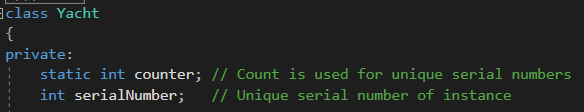 class Yacht
{
private:
static int counter; // Count is used for unique serial numbers
int serialNumber; // Unique serial number of instance